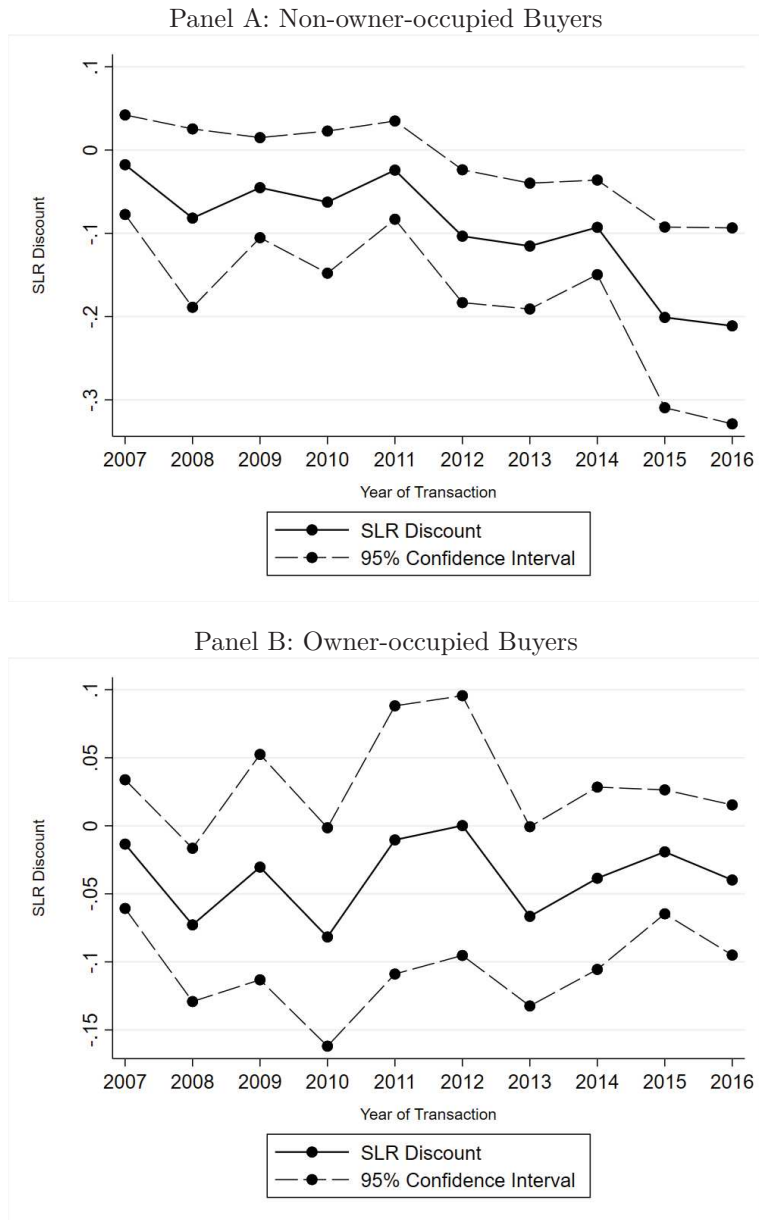 Panel A: Non-owner-occupied Buyers
.1
0
-.1
-.2
-.3
SLR Discount
2007 2008 2009 2010 2011 2012 2013 2014 2015 2016
Year of Transaction
SLR Discount
95% Confidence Interval
Panel B: Owner-occupied Buyers
.1
.05
0
-.05
-.1
-.15
SLR Discount
2007 2008 2009 2010 2011 2012 2013 2014 2015 2016
Year of Transaction
SLR Discount
95% Confidence Interval